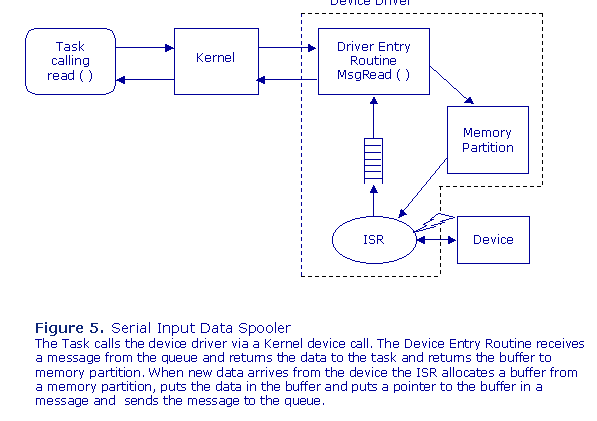 Device Driver
Task
calling
read ( )
Kernel
Driver Entry
Routine
MsgRead ( )
Memory
Partition
ISR
Device
Figure 5. Serial Input Data Spooler
The Task calls the device driver via a Kernel device call. The Device Entry Routine receives
a message from the queue and returns the data to the task and returns the buffer to
memory partition. When new data arrives from the device the ISR allocates a buffer from
a memory partition, puts the data in the buffer and puts a pointer to the buffer in a
message and sends the message to the queue.